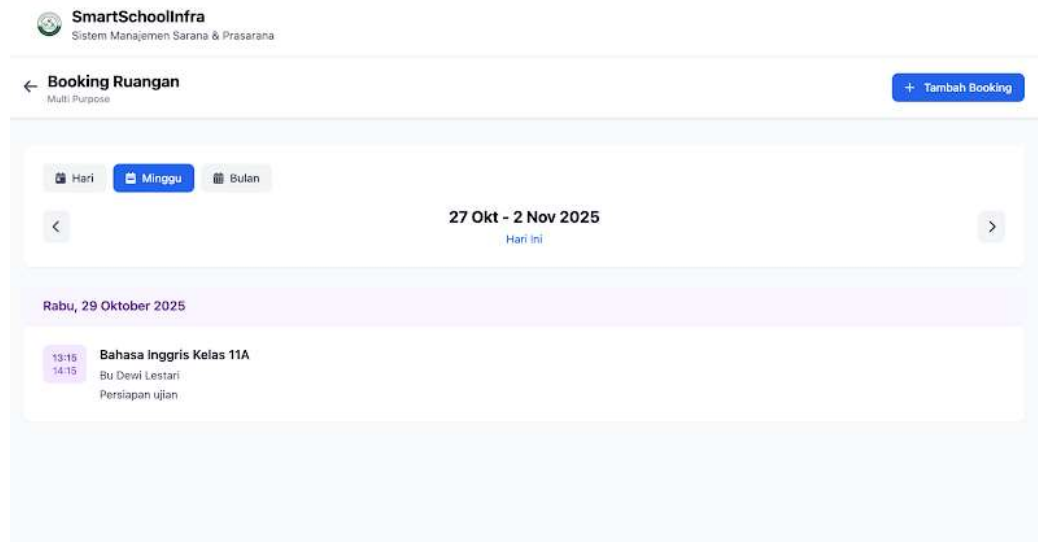 SmartSchoolInfra
Sistem Manajemen Sarana & Prasarana
Booking Ruangan
Multi Purpose
+ Tambah Booking
Hari
Minggu
Bulan
27 Okt - 2 Nov 2025
Hari Ini
Rabu, 29 Oktober 2025
13:15
14:15
Bahasa Inggris Kelas 11A
Bu Dewi Lestari
Persiapan ujian